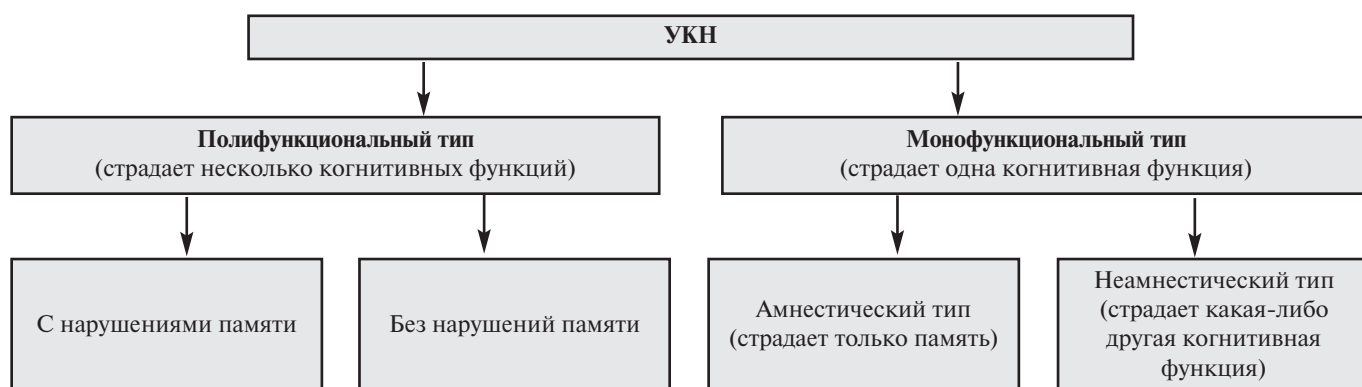 УКН
Полифункциональный тип
(страдает несколько когнитивных функций)
Монофункциональный тип
(страдает одна когнитивная функция)
С нарушениями памяти
Без нарушений памяти
Амнестический тип
(страдает только память)
Неамнестический тип
(страдает какая-либо
другая когнитивная
функция)